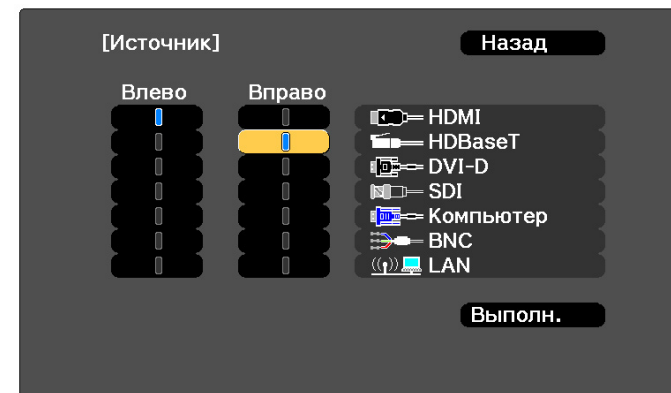 [Источник] Назад
Влево Вправо
HDMI
HDBaseT
DVI-D
SDI
Компьютер
BNC
LAN
Выполн.